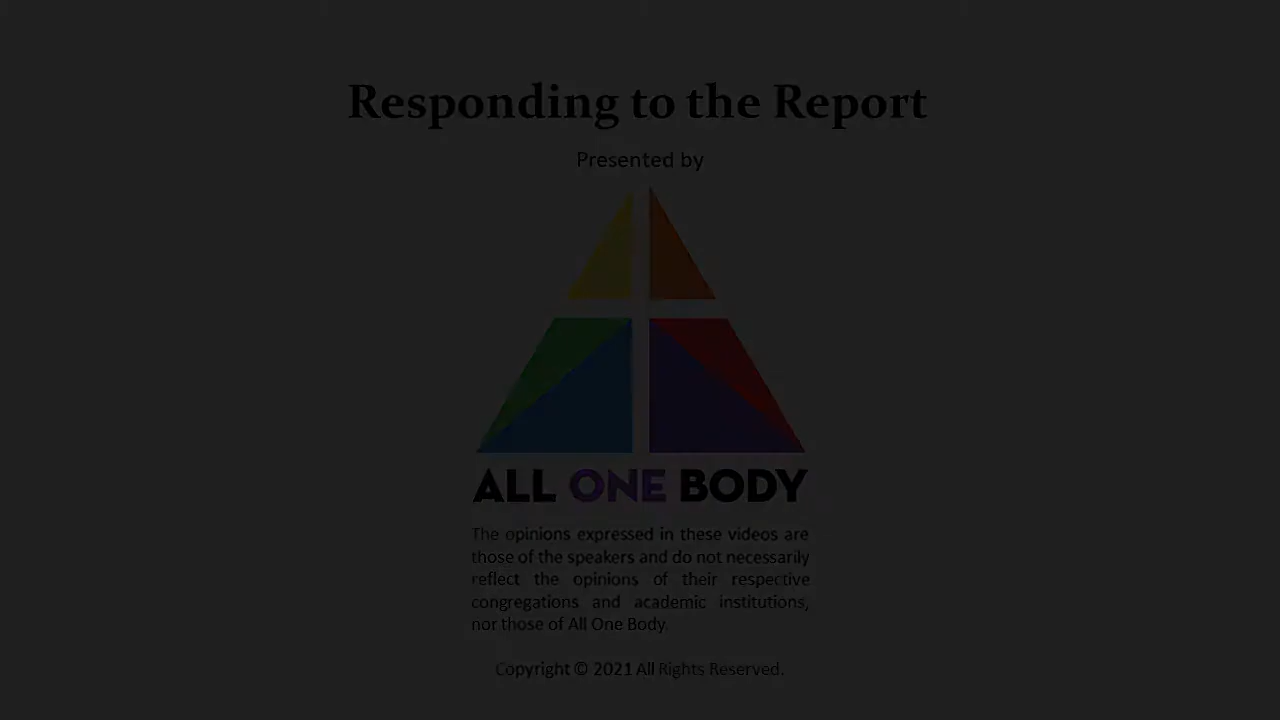 Responding to the Report
Presented by
ALL ONE BODY
The opinions expressed in these videos are
those of the speakers and do not necessarily
reflect the opinions of their respective
congregations and academic institutions,
nor those of All One Body.
Copyright © 2021 All Rights Reserved.